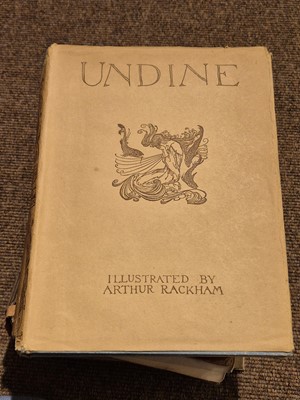 UNDINE
ILLUSTRATED BY
ARTHUR RACKHAM